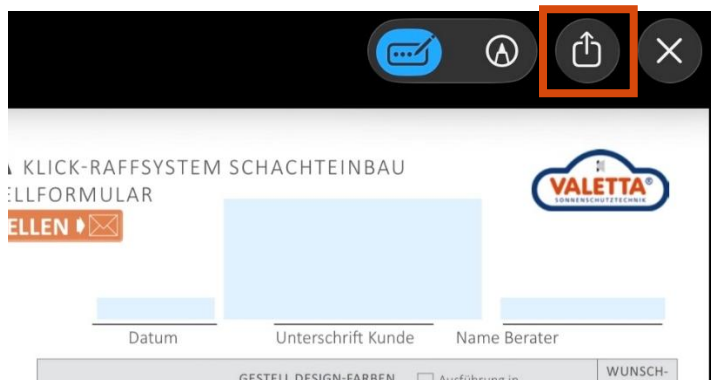 KLICK-RAFFSYSTEM SCHACHTEINBAU
ELLFORMULAR
ELLEN
VALETTA®
SONNENSCHUTZTECHNIK
Datum
Unterschrift Kunde
Name Berater
GESTELL DESIGN-FARBEN
Ausführung in
WUNSCH-